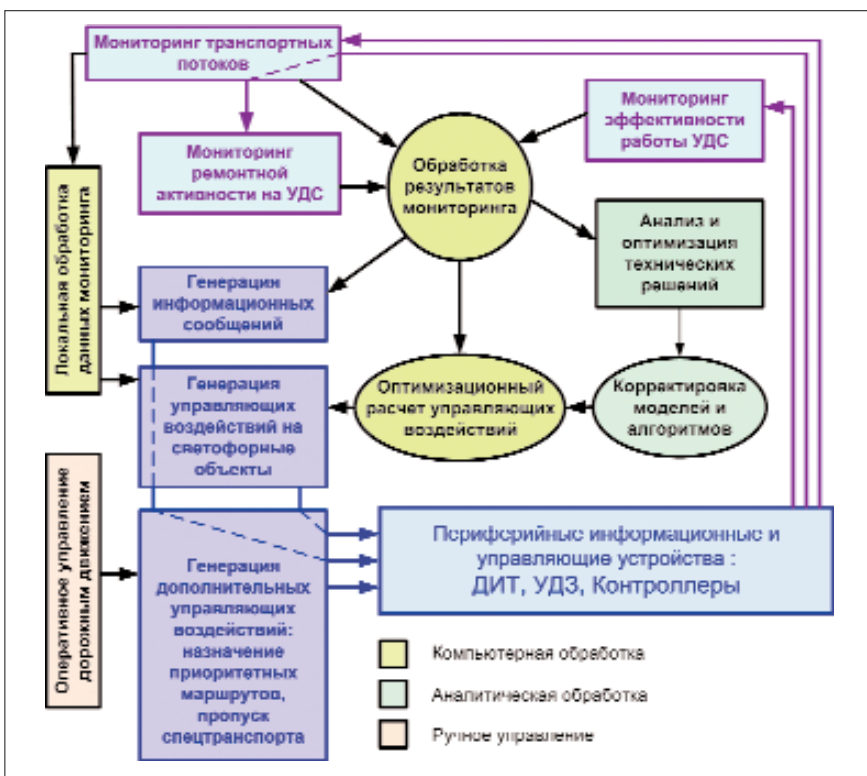 Мониторинг транспортных
потоков
Мониторинг
эффективности
работы УДС
Мониторинг
ремонтной
активности на УДС
Обработка
результатов
мониторинга
Локальная обработка
данных мониторинга
Анализ и
оптимизация
технических
решений
Генерация
информационных
сообщений
Генерация
управляющих
воздействий на
светофорные
объекты
Оптимизационный
расчет управляющих
воздействий
Корректировка
моделей и
алгоритмов
Оперативное управление
дорожным движением
Генерация
дополнительных
управляющих
воздействий:
назначение
приоритетных
маршрутов,
пропуск
спецтранспорта
Периферийные информационные и
управляющие устройства :
ДИТ, УДЗ, Контроллеры
Компьютерная обработка
Аналитическая обработка
Ручное управление